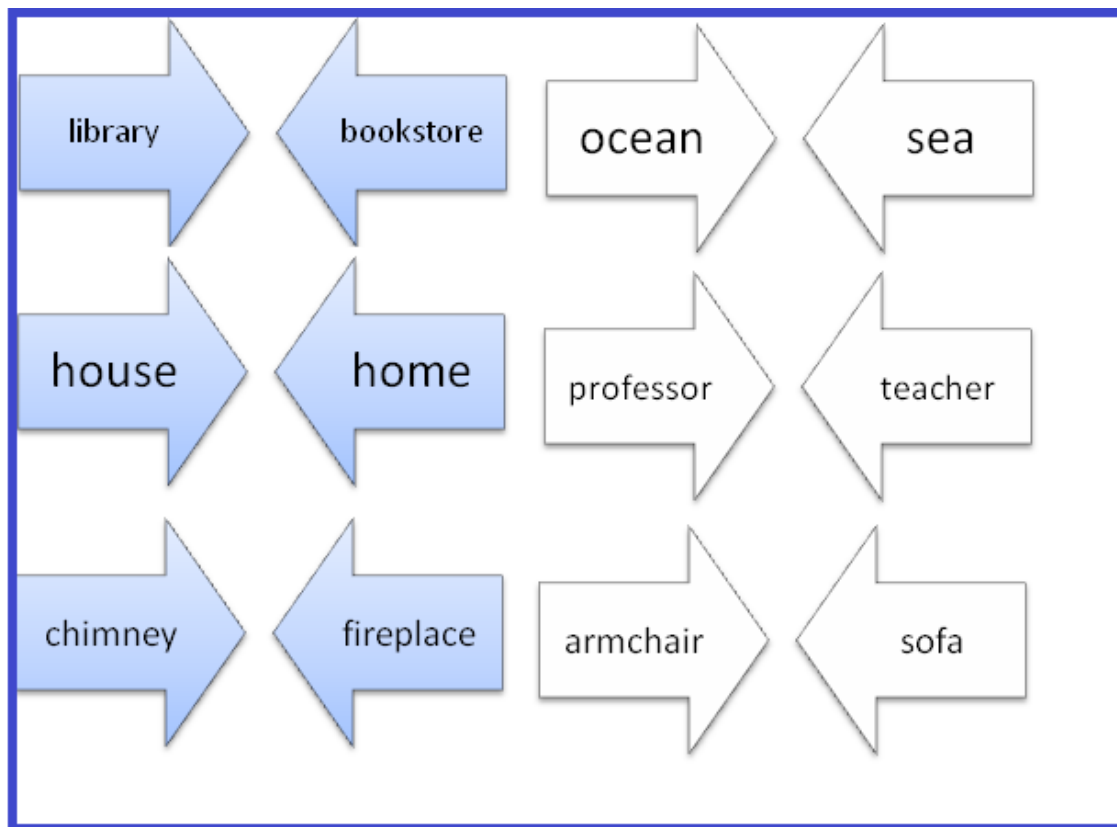 library bookstore ocean sea
house home professor teacher
chimney fireplace armchair sofa